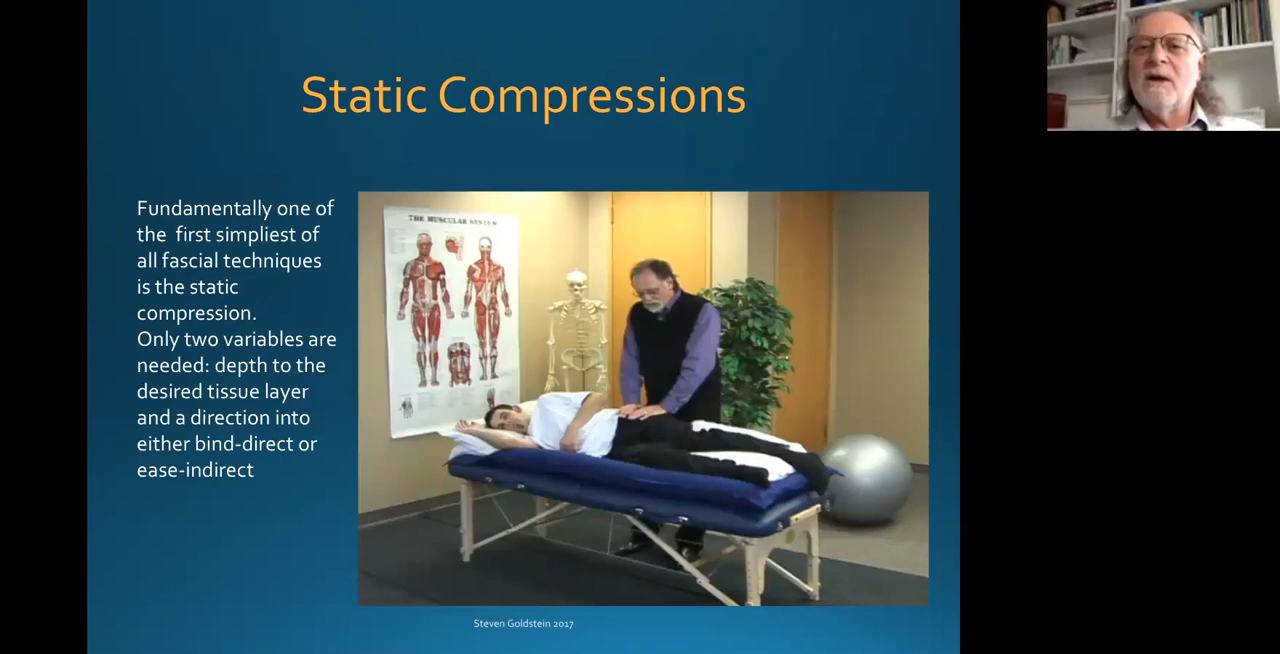 Static Compressions
Fundamentally one of
the first simpliest of
all fascial techniques
is the static
compression.
Only two variables are
needed: depth to the
desired tissue layer
and a direction into
either bind-direct or
ease-indirect
THE MUSCULAR SYSTEM
Steven Goldstein 2017